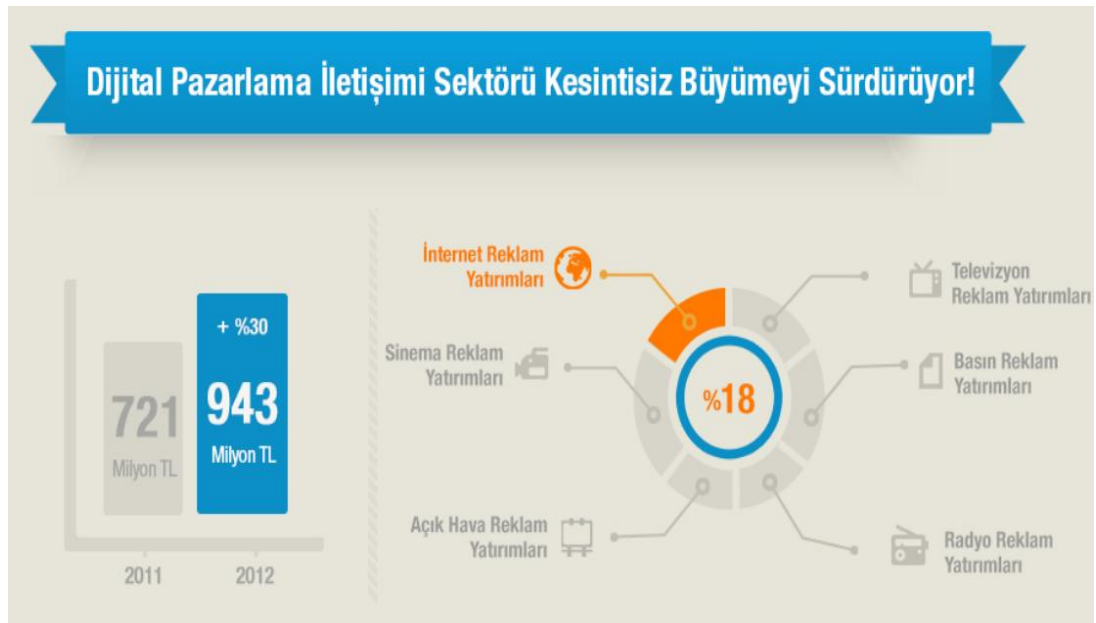 Dijital Pazarlama İletişimi Sektörü Kesintisiz Büyümeyi Sürdürüyor!
+ %30
721
Milyon TL
943
Milyon TL
2011
2012
İnternet Reklam
Yatırımları
Sinema Reklam
Yatırımları
Açık Hava Reklam
Yatırımları
%18
Televizyon
Reklam Yatırımları
Basın Reklam
Yatırımları
Radyo Reklam
Yatırımları